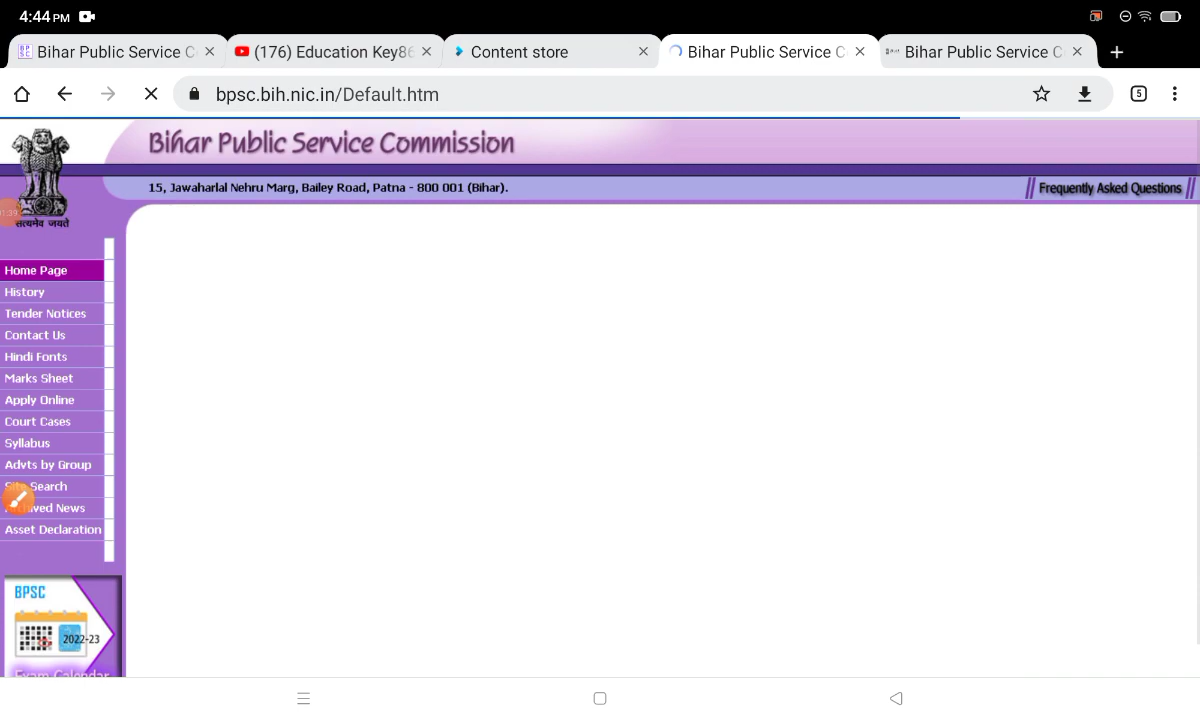 4:44 PM
Bihar Public Service C
(176) Education Key86
Content store
Bihar Public Service C
Bihar Public Service C
bpsc.bih.nic.in/Default.htm
5
Bihar Public Service Commission
15, Jawaharlal Nehru Marg, Bailey Road, Patna - 800 001 (Bihar).
Frequently Asked Questions
सत्यमेव जयते
Home Page
History
Tender Notices
Contact Us
Hindi Fonts
Marks Sheet
Apply Online
Court Cases
Syllabus
Advts by Group
Site Search
Archived News
Asset Declaration
BPSC
2022-23
Exam Calendar